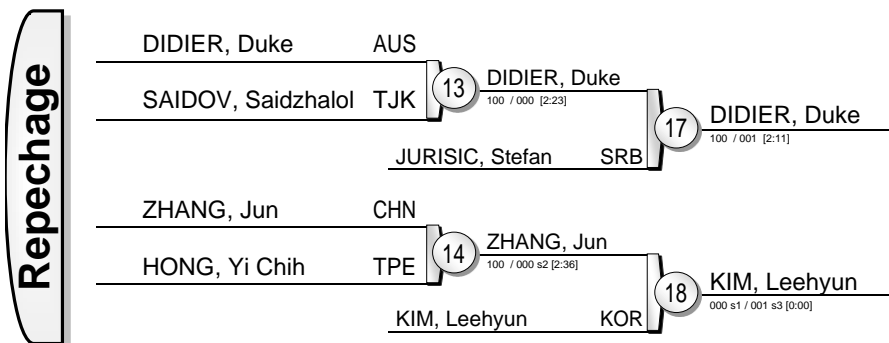 Repechage
DIDIER, Duke AUS
SAIDOV, Saidzhalol TJK
13
DIDIER, Duke
100 / 000 [2:23]
JURISIC, Stefan SRB
17
DIDIER, Duke
100 / 001 [2:11]
ZHANG, Jun CHN
HONG, Yi Chih TPE
14
ZHANG, Jun
100 / 000 s2 [2:36]
KIM, Leehyun KOR
18
KIM, Leehyun
000 s1 / 001 s3 [0:00]